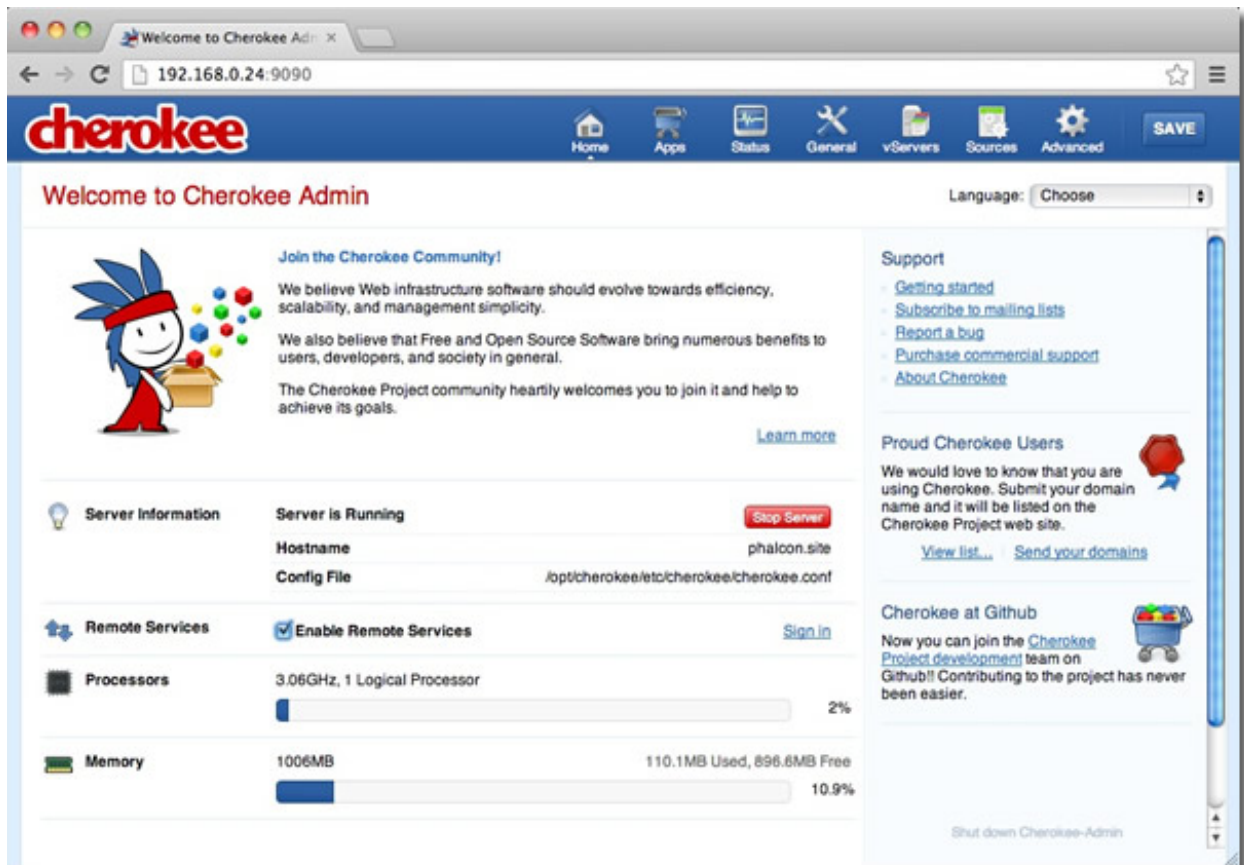 Welcome to Cherokee Adm
192.168.0.24:9090
cherokee
Home
Apps
Status
General
vServers
Sources
Advanced
SAVE
Welcome to Cherokee Admin
Language: Choose
Join the Cherokee Community!
We believe Web infrastructure software should evolve towards efficiency,
scalability, and management simplicity.
We also believe that Free and Open Source Software bring numerous benefits to
users, developers, and society in general.
The Cherokee Project community heartily welcomes you to join it and help to
achieve its goals.
Learn more
Server Information
Server is Running
Stop Server
Hostname
phalcon.site
Config File
/opt/cherokee/etc/cherokee/cherokee.conf
Remote Services
Enable Remote Services
Sign in
Processors
3.06GHz, 1 Logical Processor
2%
Memory
1006MB
110.1MB Used, 896.6MB Free
10.9%
Support
Getting started
Subscribe to mailing lists
Report a bug
Purchase commercial support
About Cherokee
Proud Cherokee Users
We would love to know that you are
using Cherokee. Submit your domain
name and it will be listed on the
Cherokee Project web site.
View list...
Send your domains
Cherokee at Github
Now you can join the Cherokee
Project development team on
Github!! Contributing to the project has never
been easier.
Shut down Cherokee-Admin